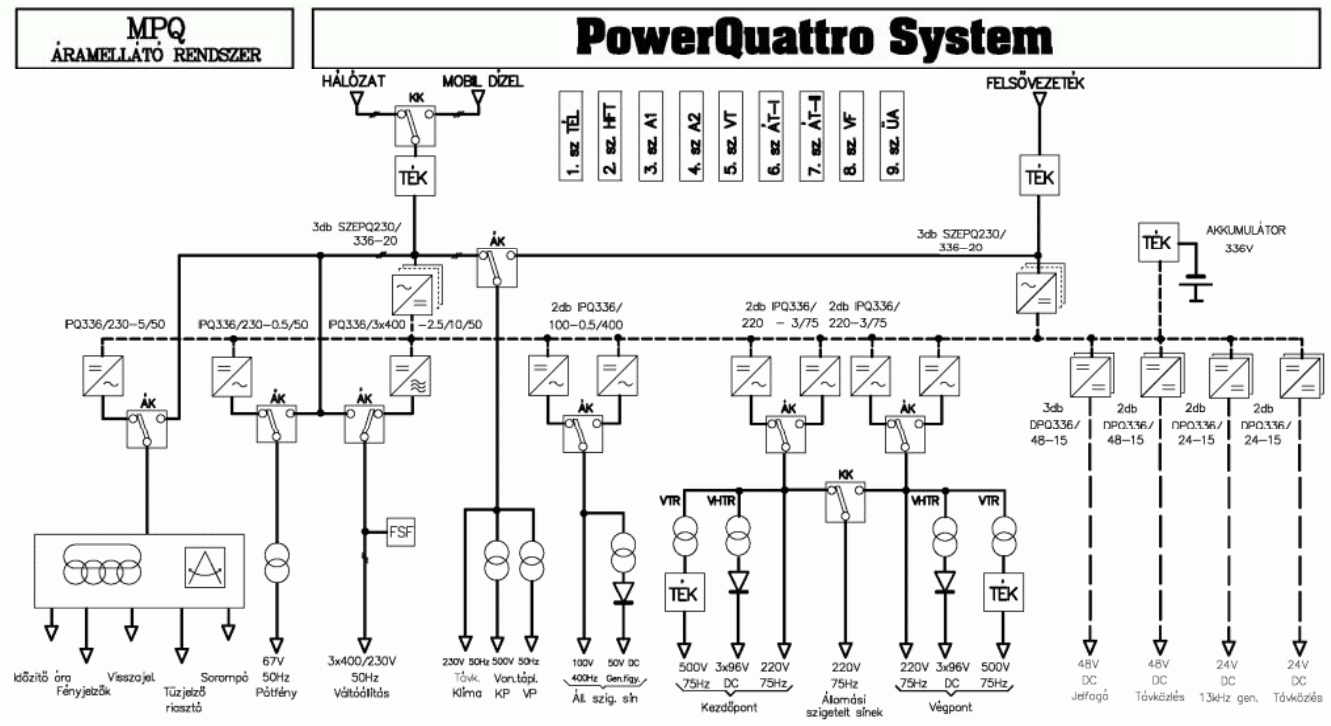 MPQ
ÁRAMELLÁTÓ RENDSZER
PowerQuattro System
HÁLÓZAT
MOBIL DÍZEL
FELSŐVEZETÉK
KK
1. sz TÉL
2. sz. HFT
3. sz. A1
4. sz A2
5. sz. VT
6. sz ÁT-I
7. sz. ÁT-II
8. sz. VF
9. sz. ÜA
TÉK
TÉK
3db SZEPQ230/
336-20
ÁK
3db SZEPQ230/
336-20
TÉK
AKKUMULÁTOR
336V
IPQ336/230-5/50
IPQ336/230-0.5/50
IPQ336/3x400 -2.5/10/50
2db IPQ336/
100-0.5/400
2db IPQ336/
220 - 3/75
2db IPQ336/
220-3/75
ÁK
ÁK
ÁK
ÁK
ÁK
ÁK
3db
DPQ336/
48-15
2db
DPQ336/
48-15
2db
DPQ336/
24-15
2db
DPQ336/
24-15
KK
VTR
VHTR
VHTR
VTR
FSF
TÉK
TÉK
Időzítő óra
Fényjelzők
Visszajel.
Tűzjelző
riasztó
Sorompó
67V
50Hz
Pótfény
3x400/230V
50Hz
Váltóállítás
230V 50Hz
Távk.
Klíma
500V 50Hz
Von.tápl.
KP VP
100V
400Hz
50V DC
Gen.figy.
Áll. szig. sín
500V
75Hz
3x96V
DC
220V
75Hz
Kezdőpont
220V
75Hz
Állomási
szigetelt sínek
220V
75Hz
3x96V
DC
500V
75Hz
Végpont
48V
DC
Jelfogó
48V
DC
Távközlés
24V
DC
13kHz gen.
24V
DC
Távközlés